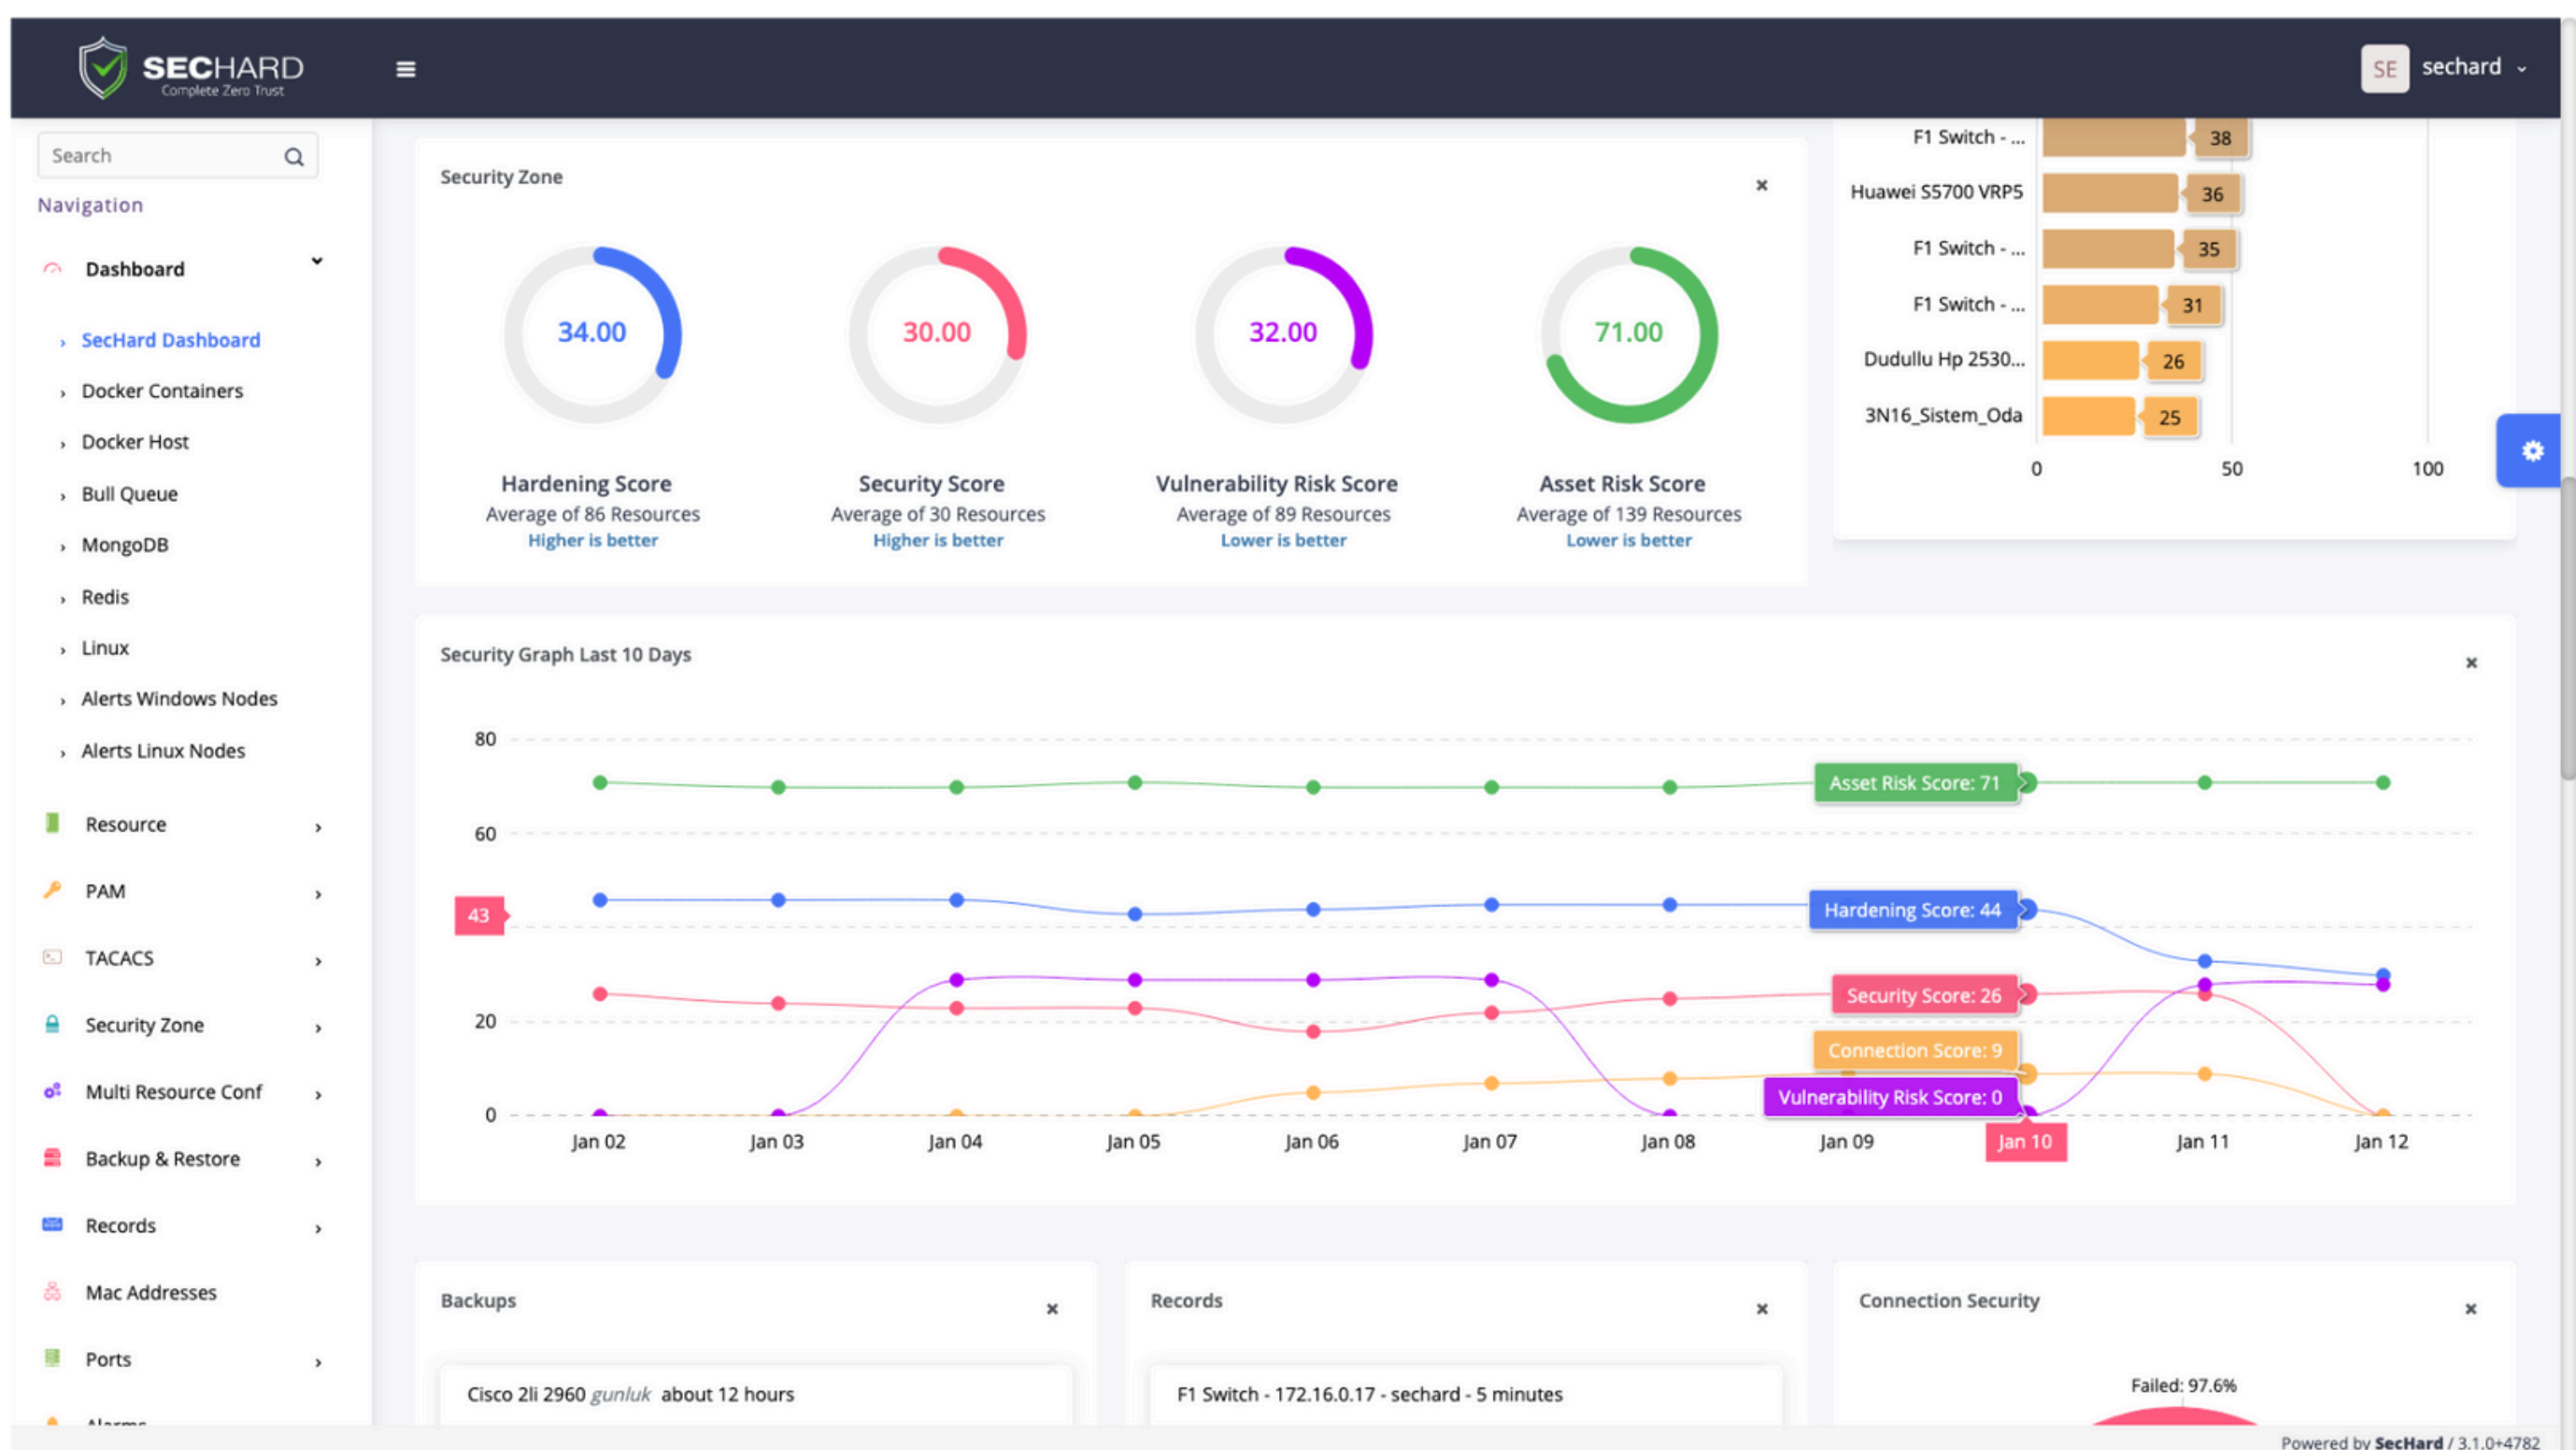 SECHARD
Complete Zero Trust
SE
sechard
Search
Navigation
Dashboard
SecHard Dashboard
Docker Containers
Docker Host
Bull Queue
MongoDB
Redis
Linux
Alerts Windows Nodes
Alerts Linux Nodes
Resource
PAM
TACACS
Security Zone
Multi Resource Conf
Backup & Restore
Records
Mac Addresses
Ports
Alarms
Security Zone
34.00
30.00
32.00
71.00
Hardening Score
Average of 86 Resources
Higher is better
Security Score
Average of 30 Resources
Higher is better
Vulnerability Risk Score
Average of 89 Resources
Lower is better
Asset Risk Score
Average of 139 Resources
Lower is better
F1 Switch - ... 38
Huawei S5700 VRP5 36
F1 Switch - ... 35
F1 Switch - ... 31
Dudullu Hp 2530... 26
3N16_Sistem_Oda 25
0 50 100
Security Graph Last 10 Days
80
60
43
20
0
Asset Risk Score: 71
Hardening Score: 44
Security Score: 26
Connection Score: 9
Vulnerability Risk Score: 0
Jan 02 Jan 03 Jan 04 Jan 05 Jan 06 Jan 07 Jan 08 Jan 09 Jan 10 Jan 11 Jan 12
Backups
Cisco 2li 2960 gunluk about 12 hours
Records
F1 Switch - 172.16.0.17 - sechard - 5 minutes
Connection Security
Failed: 97.6%
Powered by SecHard / 3.1.0+4782